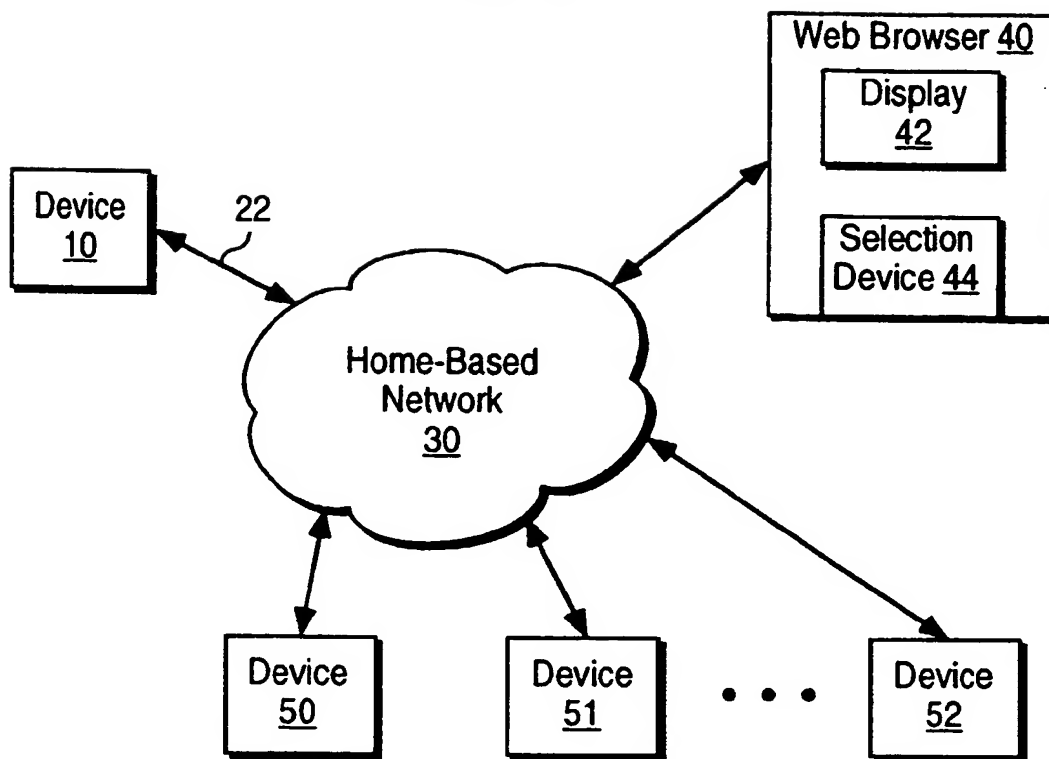 Web Browser 40
Display
42
Selection
Device 44
Device
10
22
Home-Based
Network
30
Device
50
Device
51
Device
52